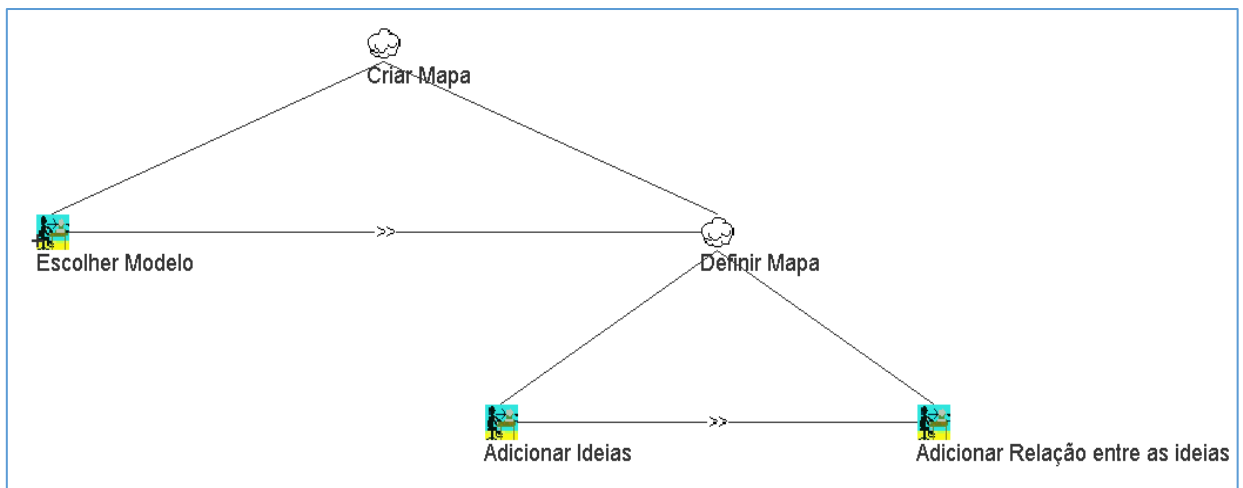 Criar Mapa
>>
Escolher Modelo
Definir Mapa
>>
Adicionar Ideias
Adicionar Relação entre as ideias